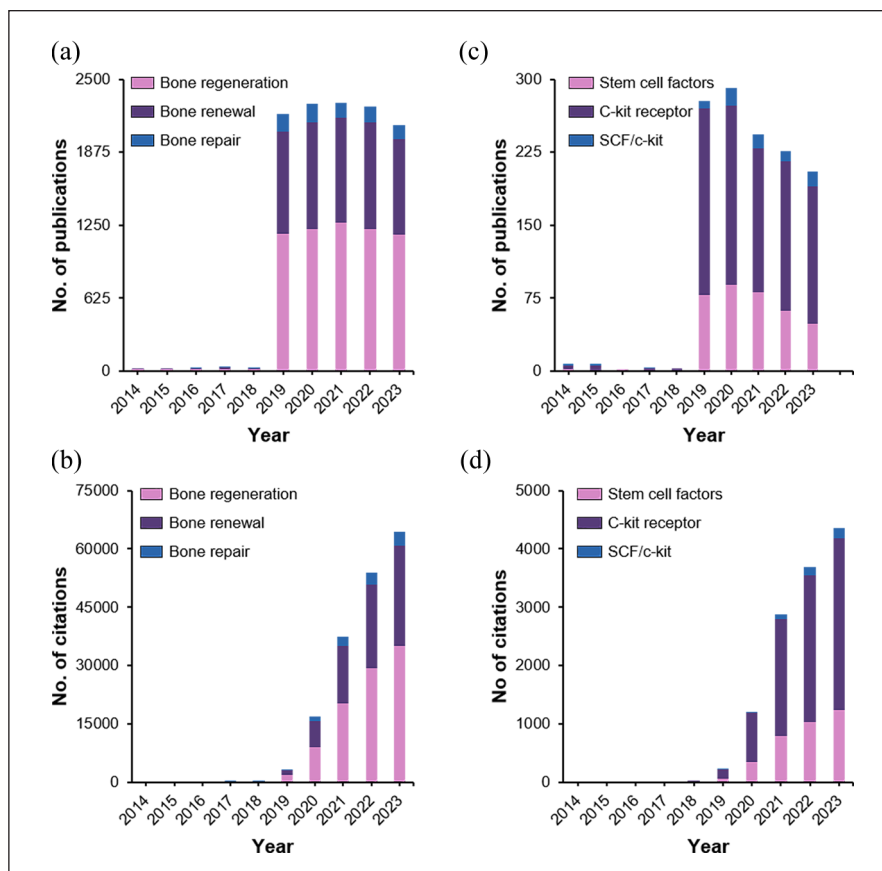 (a)
2500
1875
1250
625
0
No. of publications
Bone regeneration
Bone renewal
Bone repair
2014
2015
2016
2017
2018
2019
2020
2021
2022
2023
Year
(c)
300
225
150
75
0
No. of publications
Stem cell factors
C-kit receptor
SCF/c-kit
2014
2015
2016
2017
2018
2019
2020
2021
2022
2023
Year
(b)
75000
60000
45000
30000
15000
0
No. of citations
Bone regeneration
Bone renewal
Bone repair
2014
2015
2016
2017
2018
2019
2020
2021
2022
2023
Year
(d)
5000
4000
3000
2000
1000
0
No of citations
Stem cell factors
C-kit receptor
SCF/c-kit
2014
2015
2016
2017
2018
2019
2020
2021
2022
2023
Year